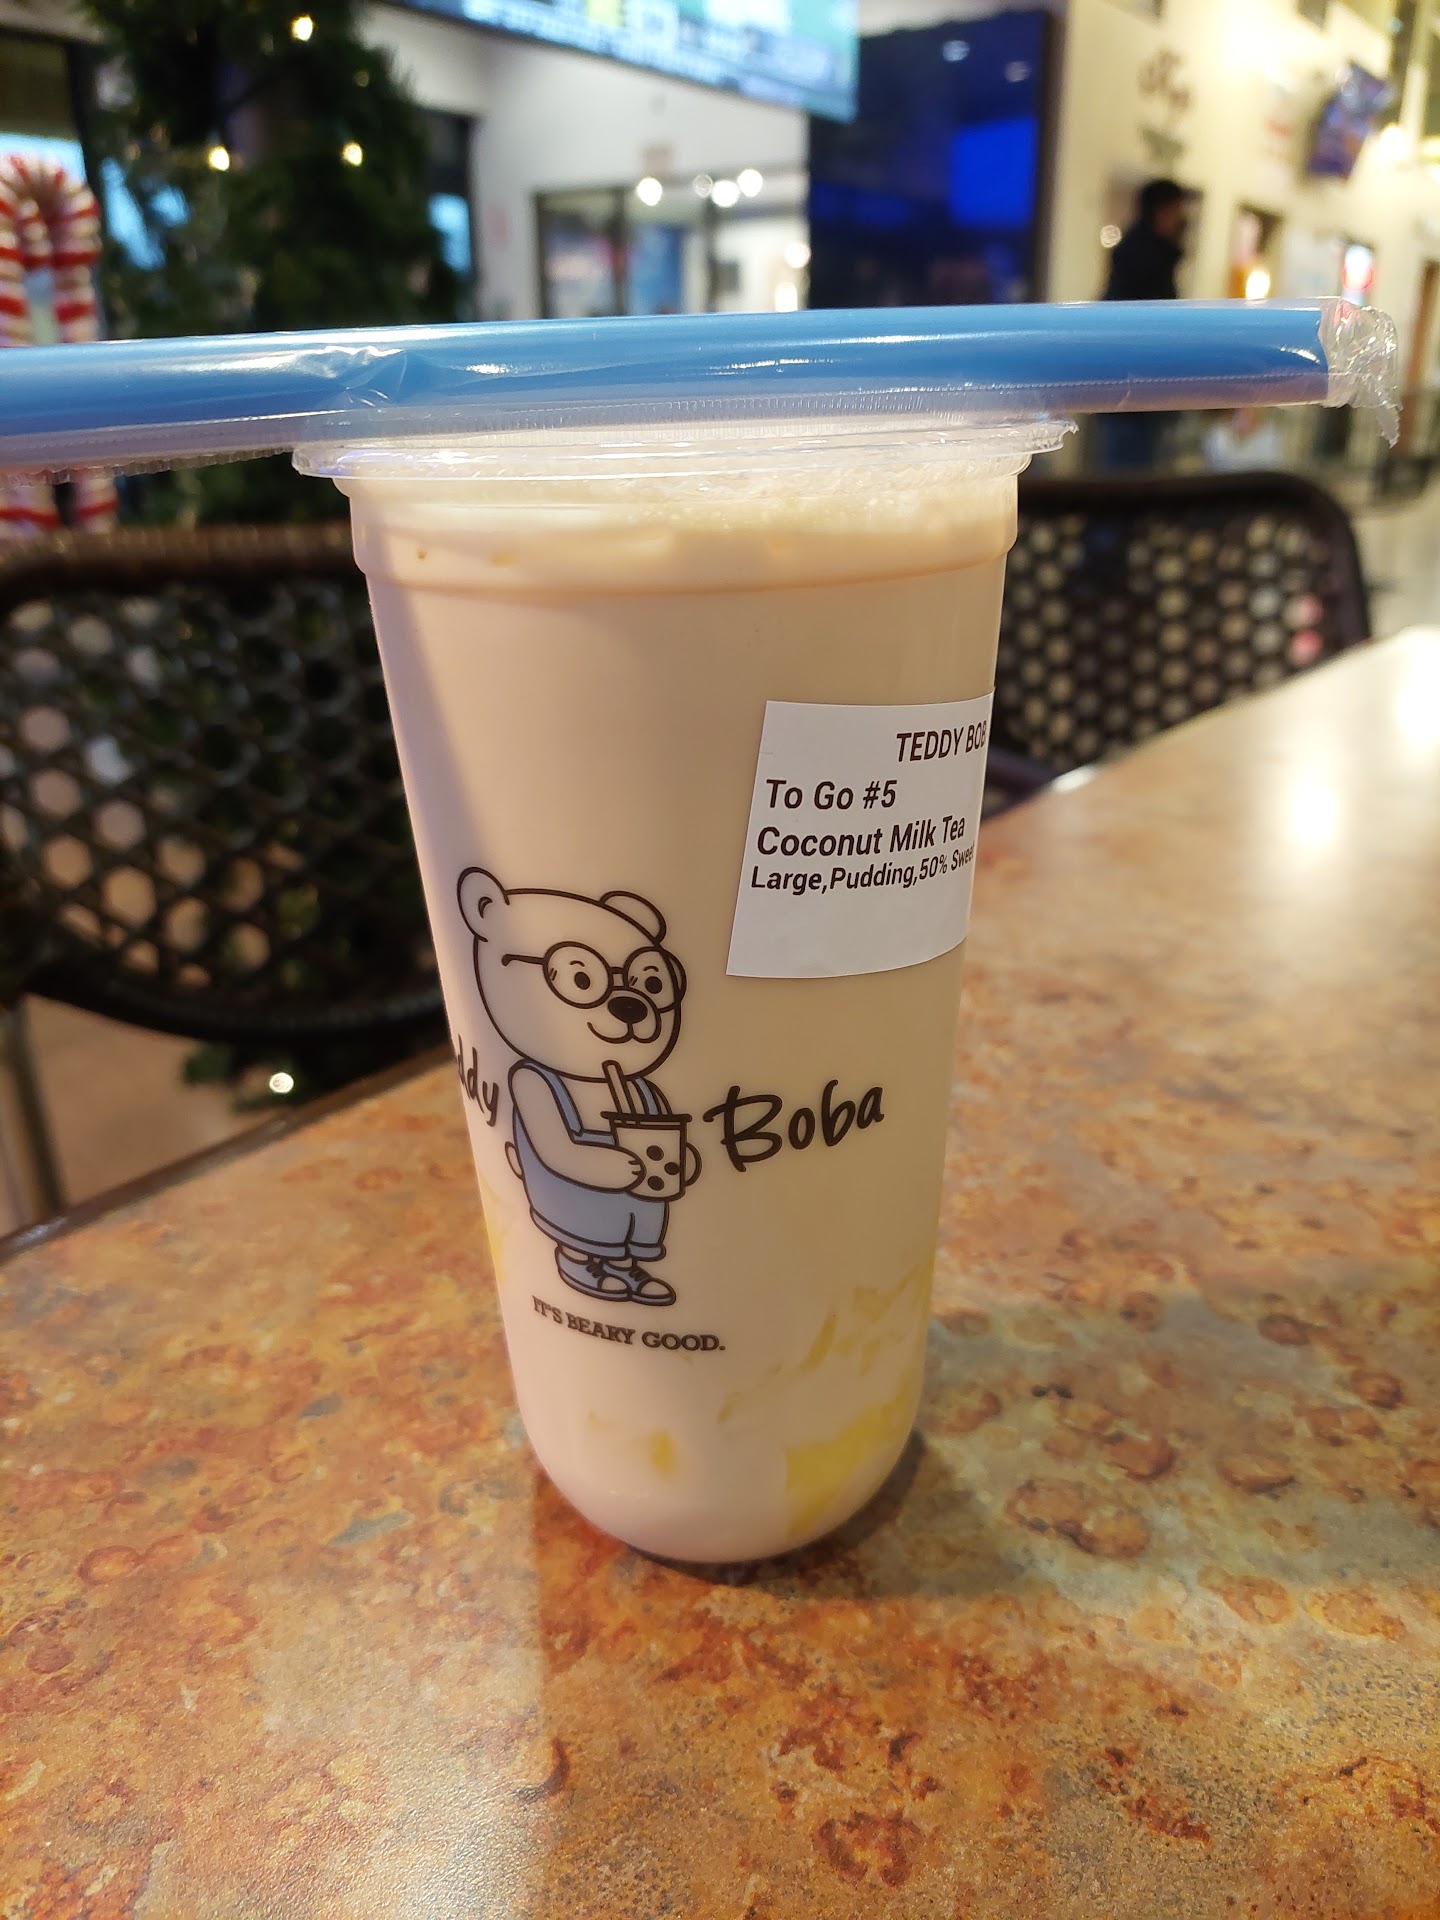 TEDDY BOB
To Go #5
Coconut Milk Tea
Large,Pudding,50% Swee
ddy Boba
IT'S BEARY GOOD.